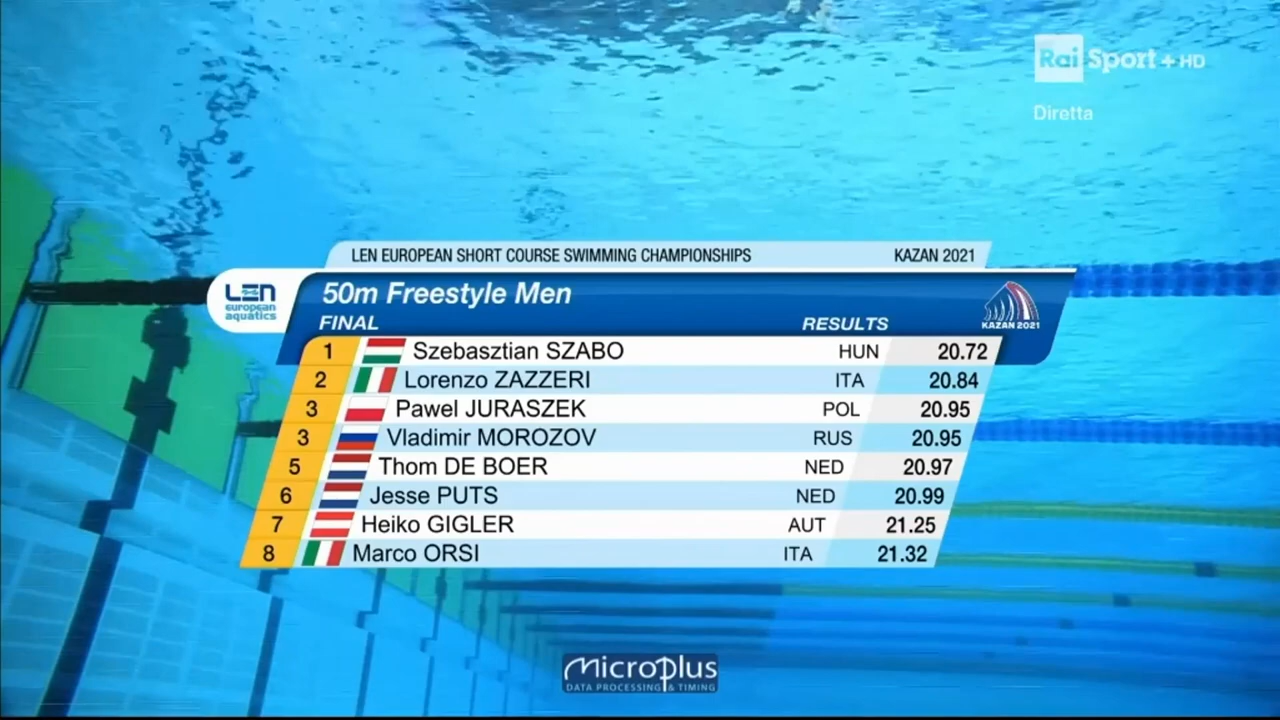 Rai Sport + HD
Diretta
LEN EUROPEAN SHORT COURSE SWIMMING CHAMPIONSHIPS KAZAN 2021
LEN
european
aquatics
50m Freestyle Men
KAZAN 2021
FINAL RESULTS
1 Szebasztian SZABO HUN 20.72
2 Lorenzo ZAZZERI ITA 20.84
3 Pawel JURASZEK POL 20.95
3 Vladimir MOROZOV RUS 20.95
5 Thom DE BOER NED 20.97
6 Jesse PUTS NED 20.99
7 Heiko GIGLER AUT 21.25
8 Marco ORSI ITA 21.32
Microplus
DATA PROCESSING & TIMING